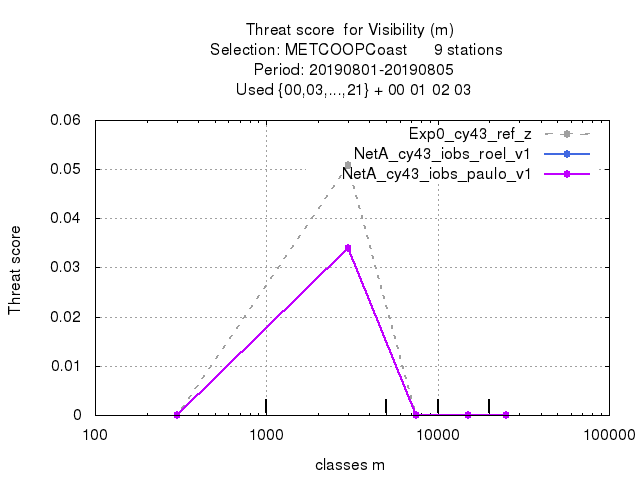 Threat score  for Visibility (m)
Selection: METCOOPCoast      9 stations
Period: 20190801-20190805
Used {00,03,...,21} + 00 01 02 03
Exp0_cy43_ref_z
NetA_cy43_iobs_roel_v1
NetA_cy43_iobs_paulo_v1
0.06
0.05
0.04
0.03
0.02
0.01
0
Threat score
100 1000 10000 100000
classes m